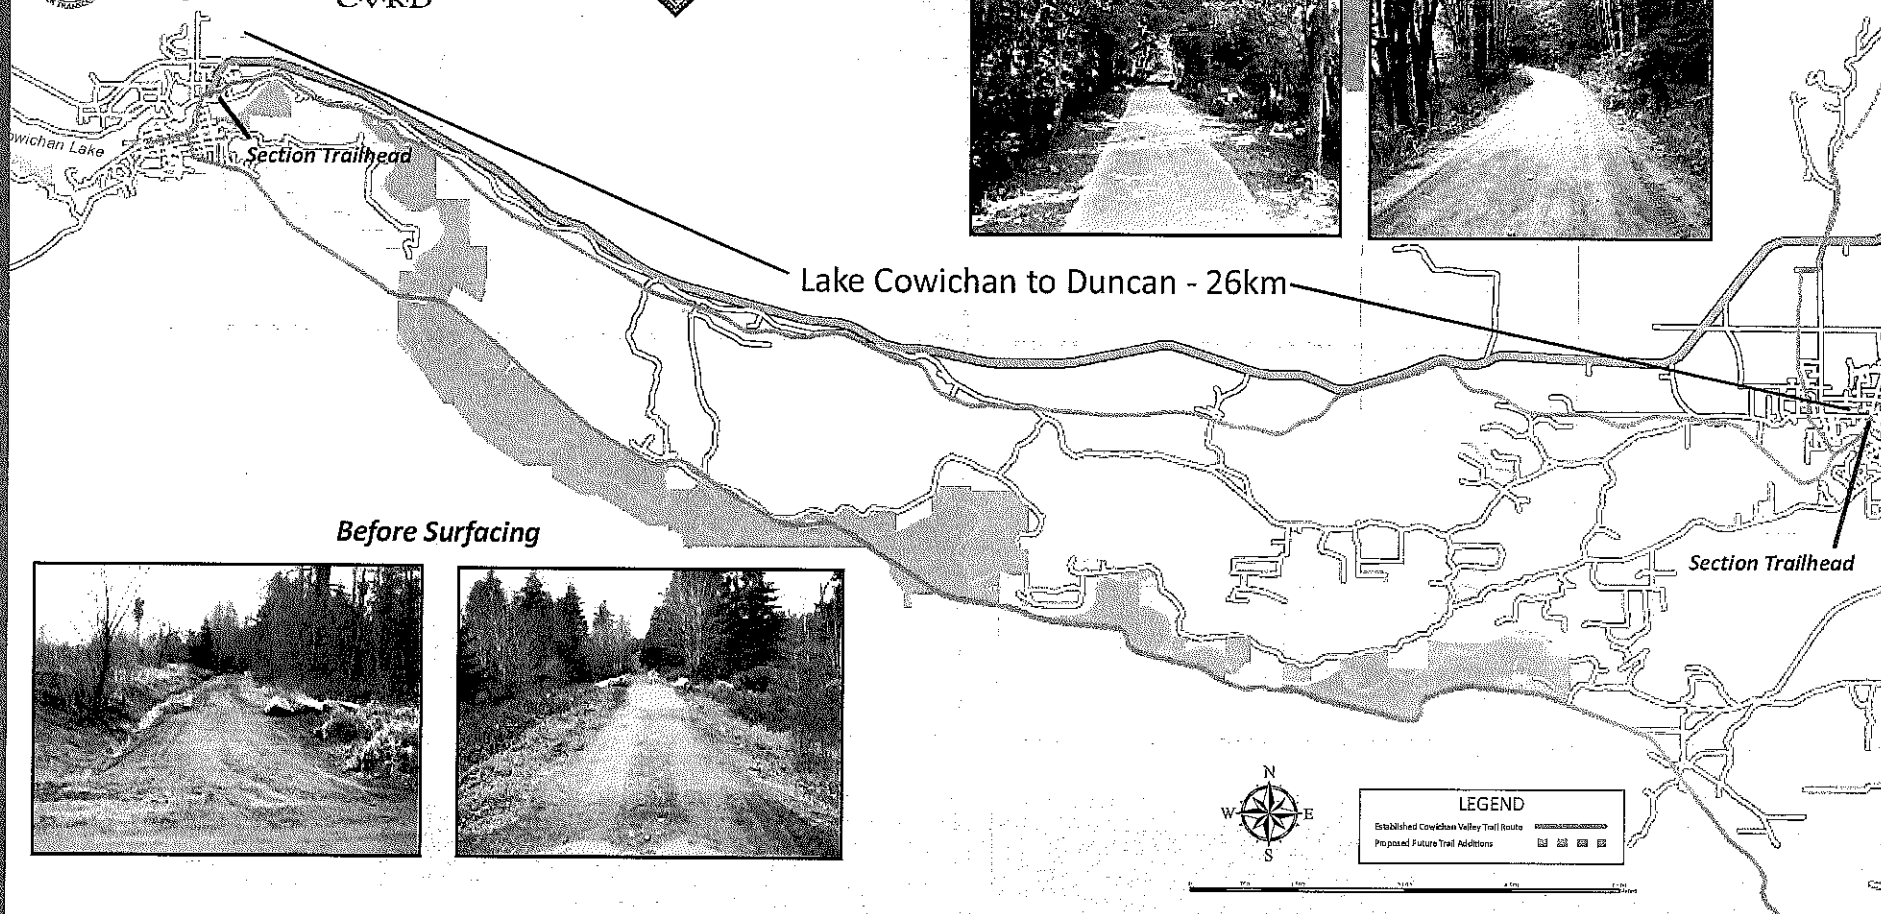 CVRD
Section Trailhead
Lake Cowichan to Duncan - 26km
Before Surfacing
Section Trailhead
N
W E
S
LEGEND
Established Cowichan Valley Trail Route
Proposed Future Trail Additions